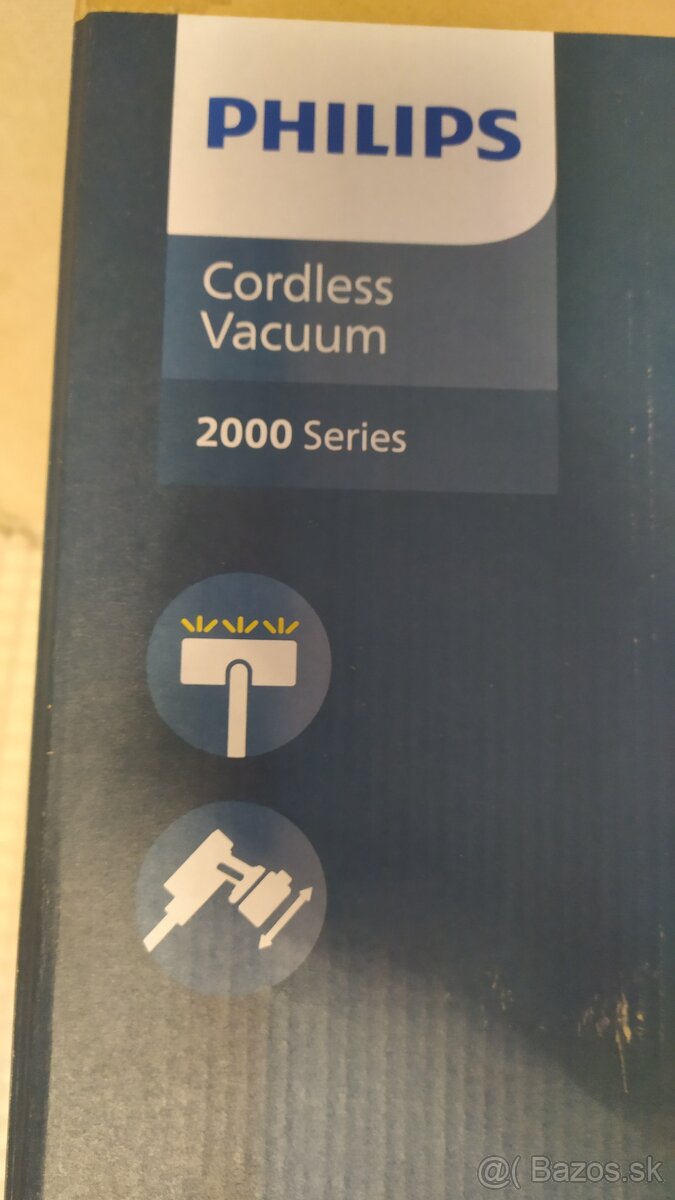 PHILIPS
Cordless
Vacuum
2000 Series
@( Bazos.sk